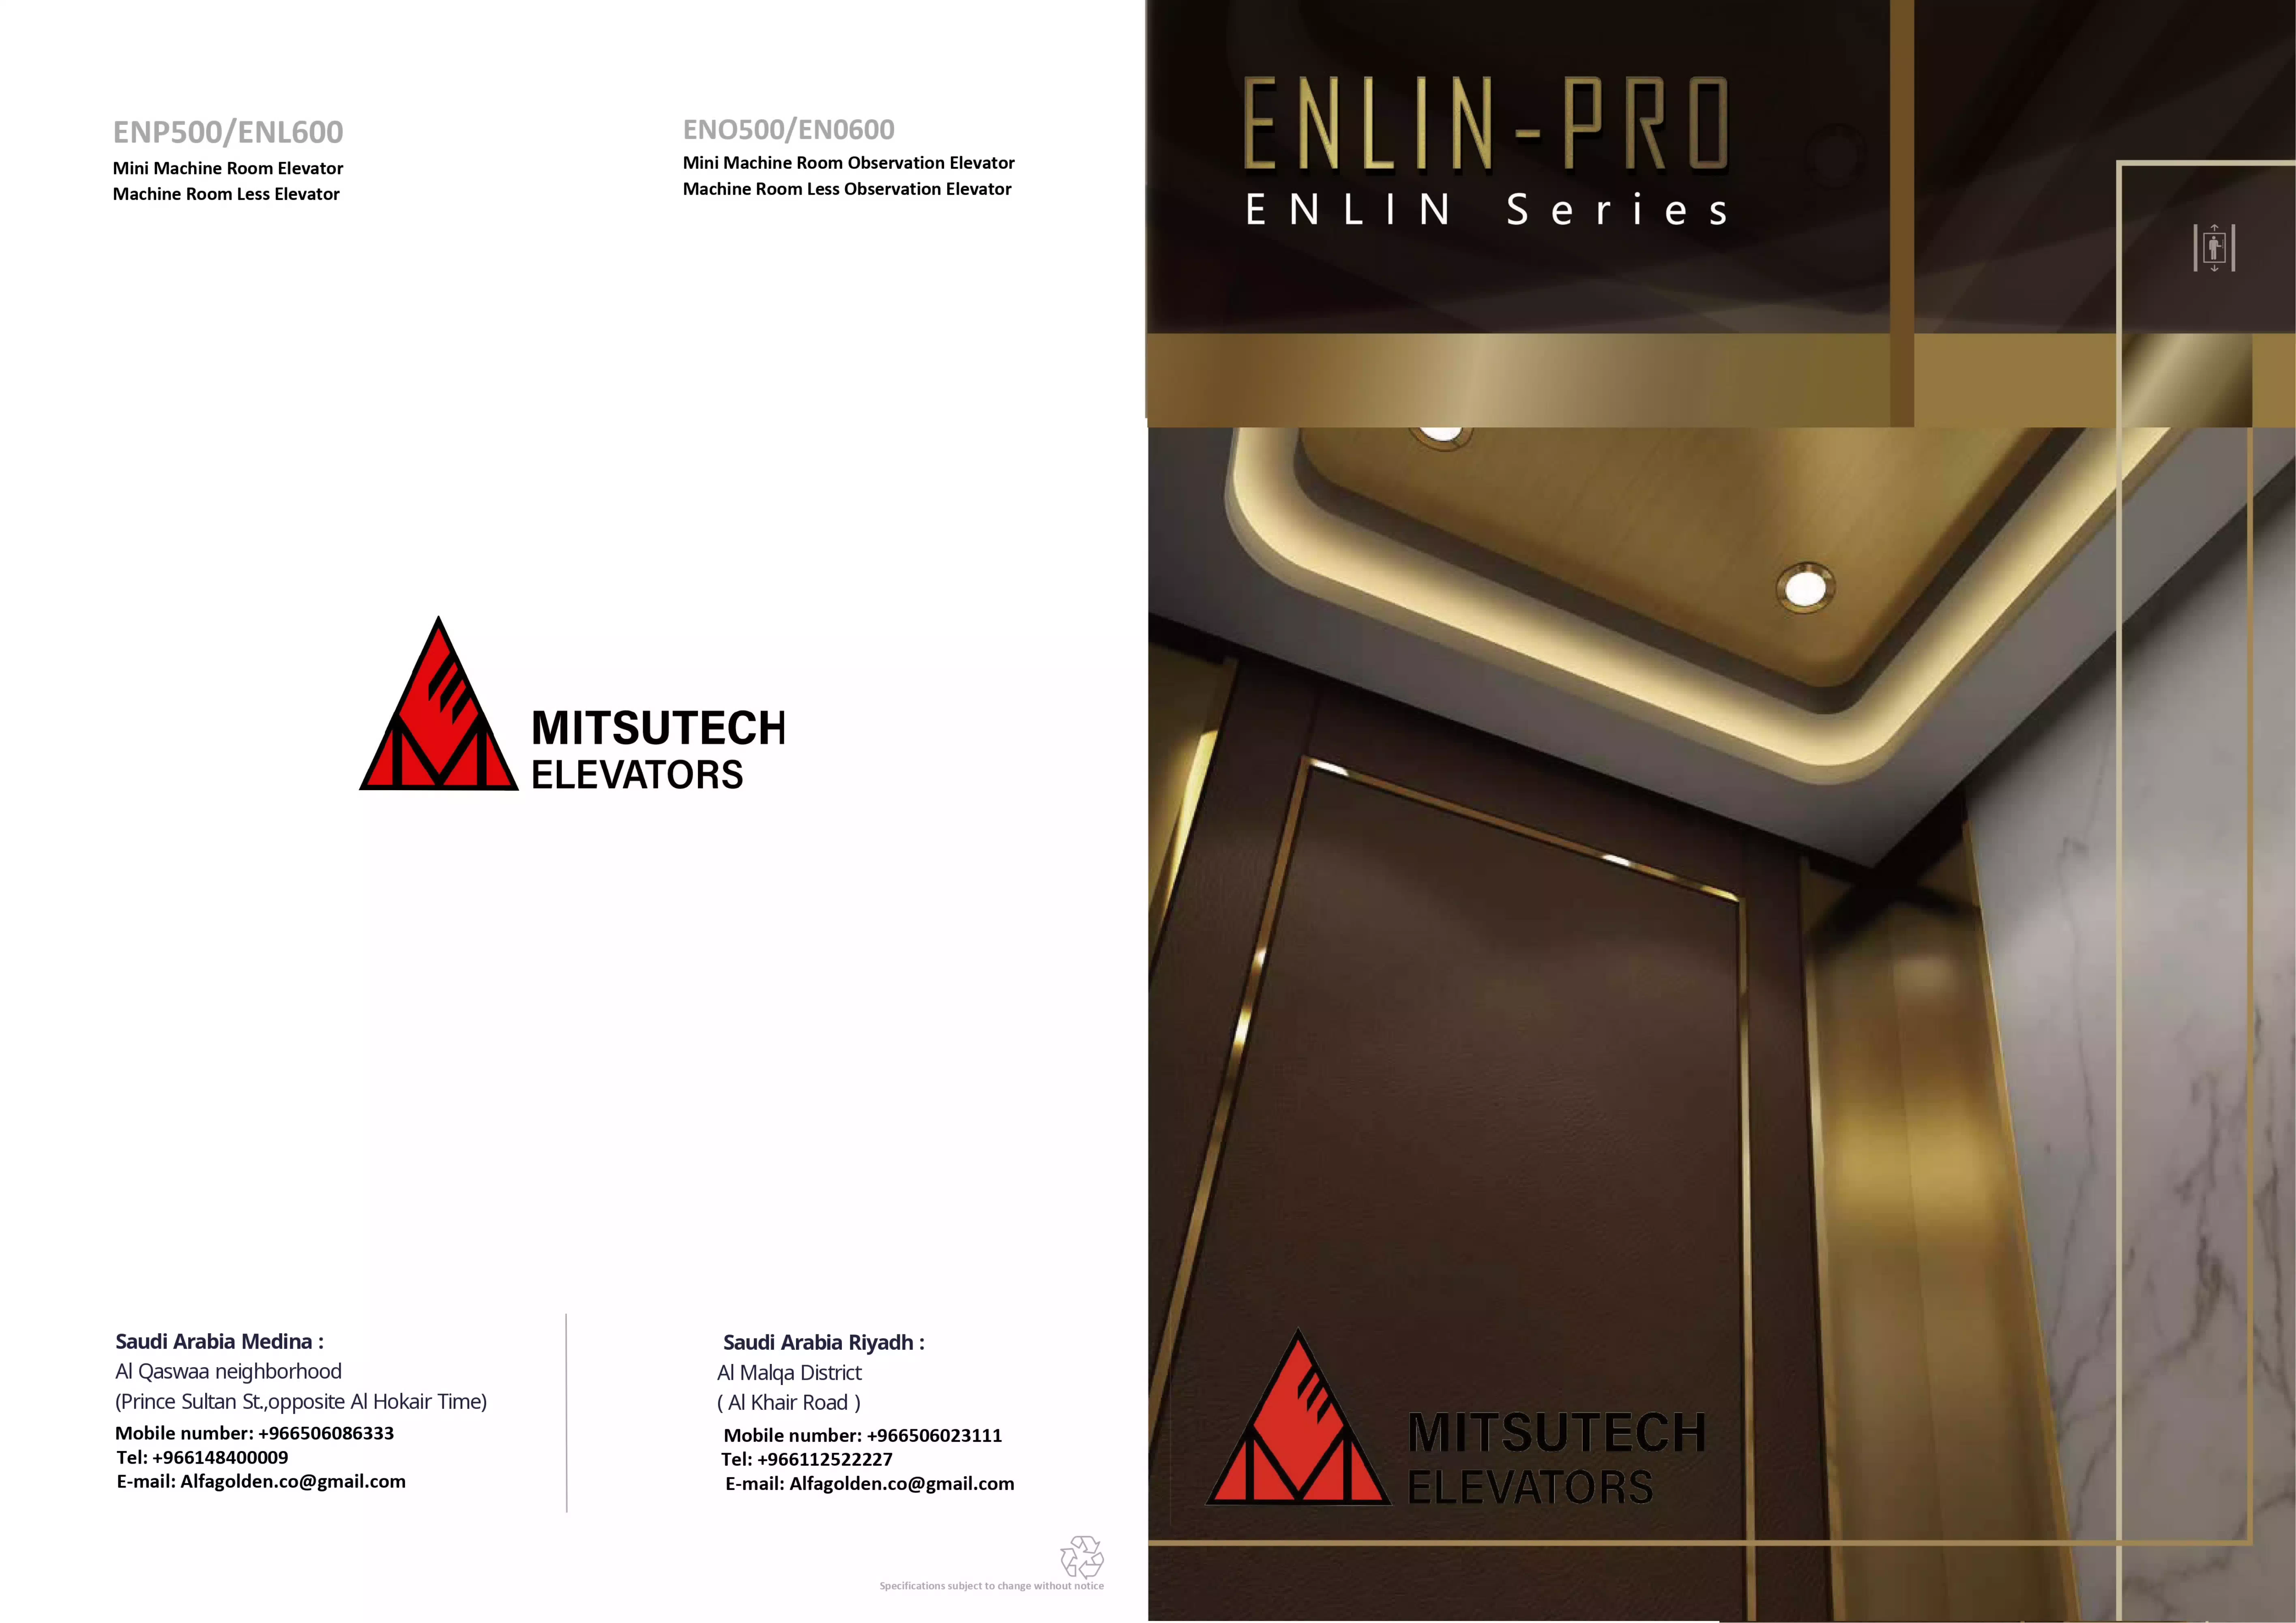 ENP500/ENL600
Mini Machine Room Elevator
Machine Room Less Elevator
ENO500/EN0600
Mini Machine Room Observation Elevator
Machine Room Less Observation Elevator
MITSUTECH
ELEVATORS
Saudi Arabia Medina :
Al Qaswaa neighborhood
(Prince Sultan St.,opposite Al Hokair Time)
Mobile number: +966506086333
Tel: +966148400009
E-mail: Alfagolden.co@gmail.com
Saudi Arabia Riyadh :
Al Malqa District
( Al Khair Road )
Mobile number: +966506023111
Tel: +966112522227
E-mail: Alfagolden.co@gmail.com
Specifications subject to change without notice
ENLIN-PRO
ENLIN Series
MITSUTECH
ELEVATORS